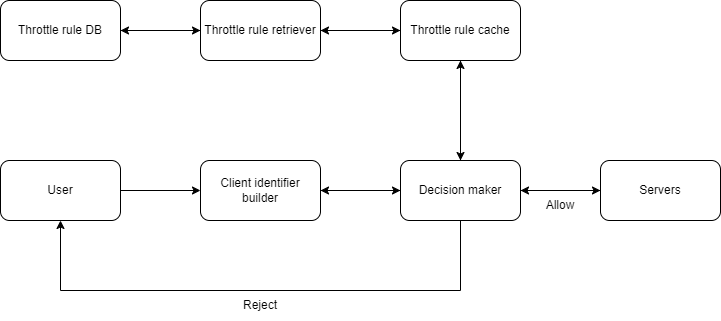 Throttle rule DB
Throttle rule retriever
Throttle rule cache
User
Client identifier
builder
Decision maker
Servers
Allow
Reject